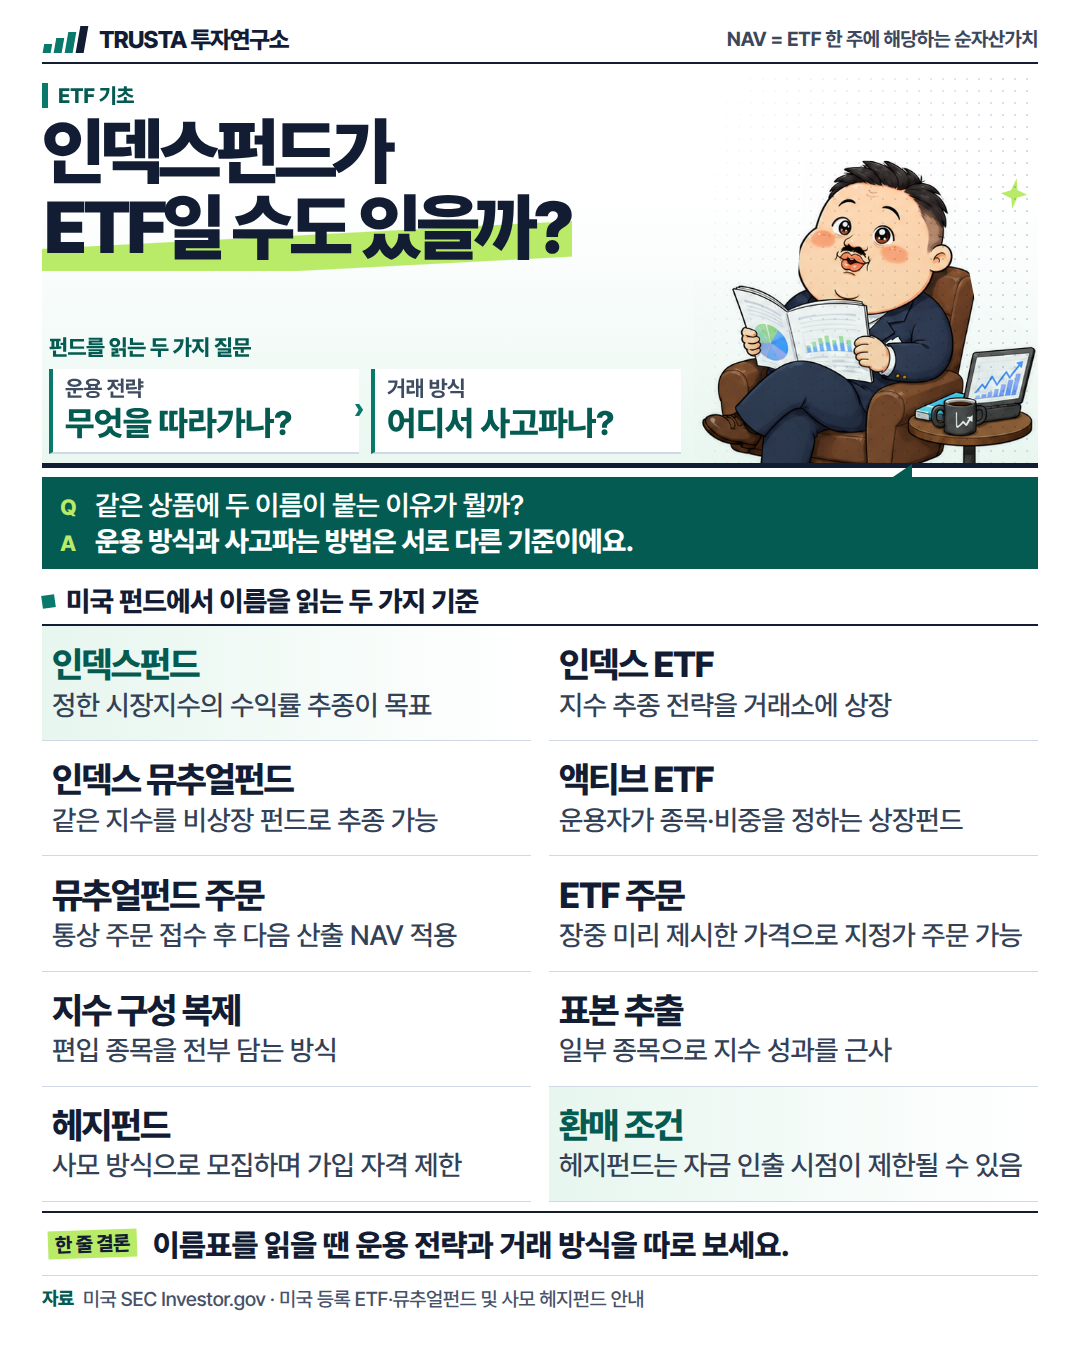 TRUSTA 투자연구소
NAV = ETF 한 주에 해당하는 순자산가치
ETF 기초
인덱스펀드가
ETF일 수도 있을까?
펀드를 읽는 두 가지 질문
운용 전략
무엇을 따라가나?
›
거래 방식
어디서 사고파나?
Q 같은 상품에 두 이름이 붙는 이유가 뭘까?
A 운용 방식과 사고파는 방법은 서로 다른 기준이에요.
미국 펀드에서 이름을 읽는 두 가지 기준
인덱스펀드
정한 시장지수의 수익률 추종이 목표
인덱스 ETF
지수 추종 전략을 거래소에 상장
인덱스 뮤추얼펀드
같은 지수를 비상장 펀드로 추종 가능
액티브 ETF
운용자가 종목·비중을 정하는 상장펀드
뮤추얼펀드 주문
통상 주문 접수 후 다음 산출 NAV 적용
ETF 주문
장중 미리 제시한 가격으로 지정가 주문 가능
지수 구성 복제
편입 종목을 전부 담는 방식
표본 추출
일부 종목으로 지수 성과를 근사
헤지펀드
사모 방식으로 모집하며 가입 자격 제한
환매 조건
헤지펀드는 자금 인출 시점이 제한될 수 있음
한 줄 결론 이름표를 읽을 땐 운용 전략과 거래 방식을 따로 보세요.
자료 미국 SEC Investor.gov · 미국 등록 ETF·뮤추얼펀드 및 사모 헤지펀드 안내